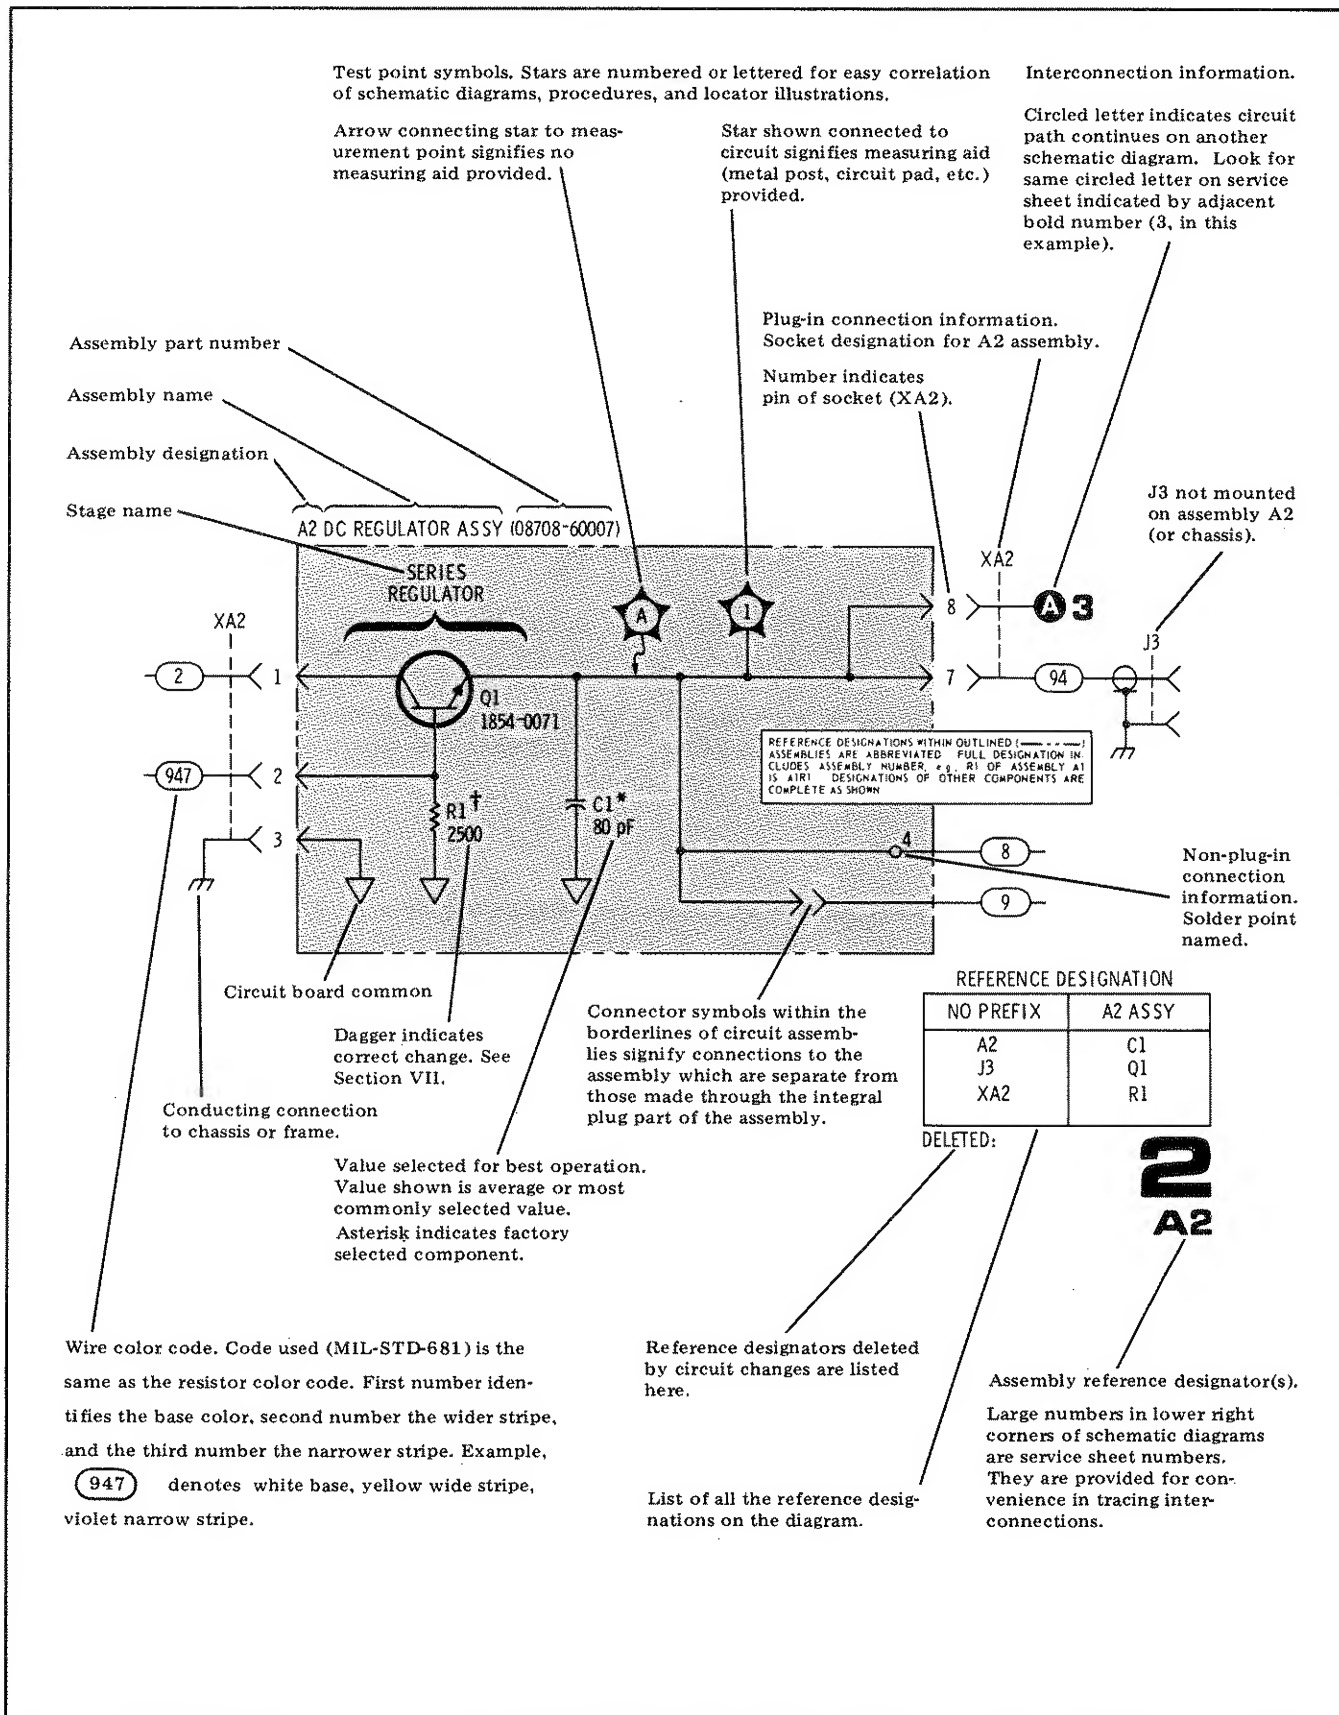 Test point symbols. Stars are numbered or lettered for easy correlation
of schematic diagrams, procedures, and locator illustrations.
Arrow connecting star to meas-
urement point signifies no
measuring aid provided.
Star shown connected to
circuit signifies measuring aid
(metal post, circuit pad, etc.)
provided.
Interconnection information.
Circled letter indicates circuit
path continues on another
schematic diagram. Look for
same circled letter on service
sheet indicated by adjacent
bold number (3, in this
example).
Plug-in connection information.
Socket designation for A2 assembly.
Number indicates
pin of socket (XA2).
Assembly part number
Assembly name
Assembly designation
Stage name
J3 not mounted
on assembly A2
(or chassis).
A2 DC REGULATOR ASSY (08708-60007)
SERIES
REGULATOR
A
1
XA2
8
A 3
XA2
J3
2
1
7
94
Q1
1854-0071
REFERENCE DESIGNATIONS WITHIN OUTLINED (— - - —)
ASSEMBLIES ARE ABBREVIATED FULL DESIGNATION IN-
CLUDES ASSEMBLY NUMBER, e g , R1 OF ASSEMBLY A1
IS A1R1 DESIGNATIONS OF OTHER COMPONENTS ARE
COMPLETE AS SHOWN
947
2
R1†
2500
C1*
80 pF
3
4
8
9
Non-plug-in
connection
information.
Solder point
named.
Circuit board common
Dagger indicates
correct change. See
Section VII.
Connector symbols within the
borderlines of circuit assemb-
lies signify connections to the
assembly which are separate from
those made through the integral
plug part of the assembly.
REFERENCE DESIGNATION
NO PREFIX A2 ASSY
A2 C1
J3 Q1
XA2 R1
DELETED:
Conducting connection
to chassis or frame.
Value selected for best operation.
Value shown is average or most
commonly selected value.
Asterisk indicates factory
selected component.
2
A2
Wire color code. Code used (MIL-STD-681) is the
same as the resistor color code. First number iden-
tifies the base color, second number the wider stripe,
and the third number the narrower stripe. Example,
947 denotes white base, yellow wide stripe,
violet narrow stripe.
Reference designators deleted
by circuit changes are listed
here.
List of all the reference desig-
nations on the diagram.
Assembly reference designator(s).
Large numbers in lower right
corners of schematic diagrams
are service sheet numbers.
They are provided for con-
venience in tracing inter-
connections.